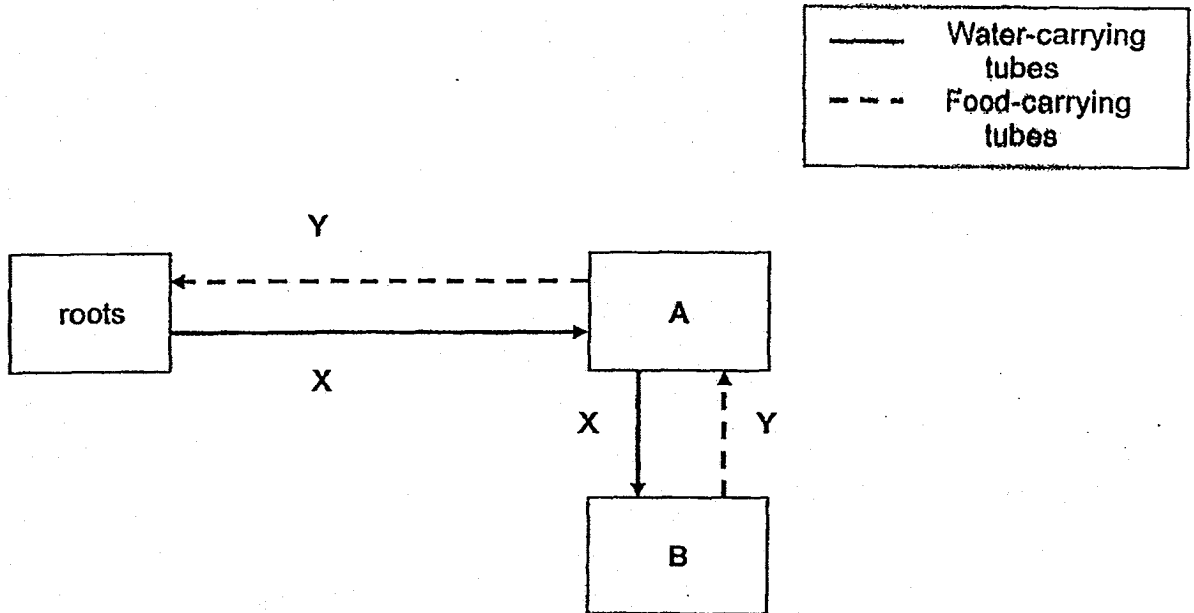 Water-carrying
tubes
Food-carrying
tubes
Y
roots
A
X
X
Y
B